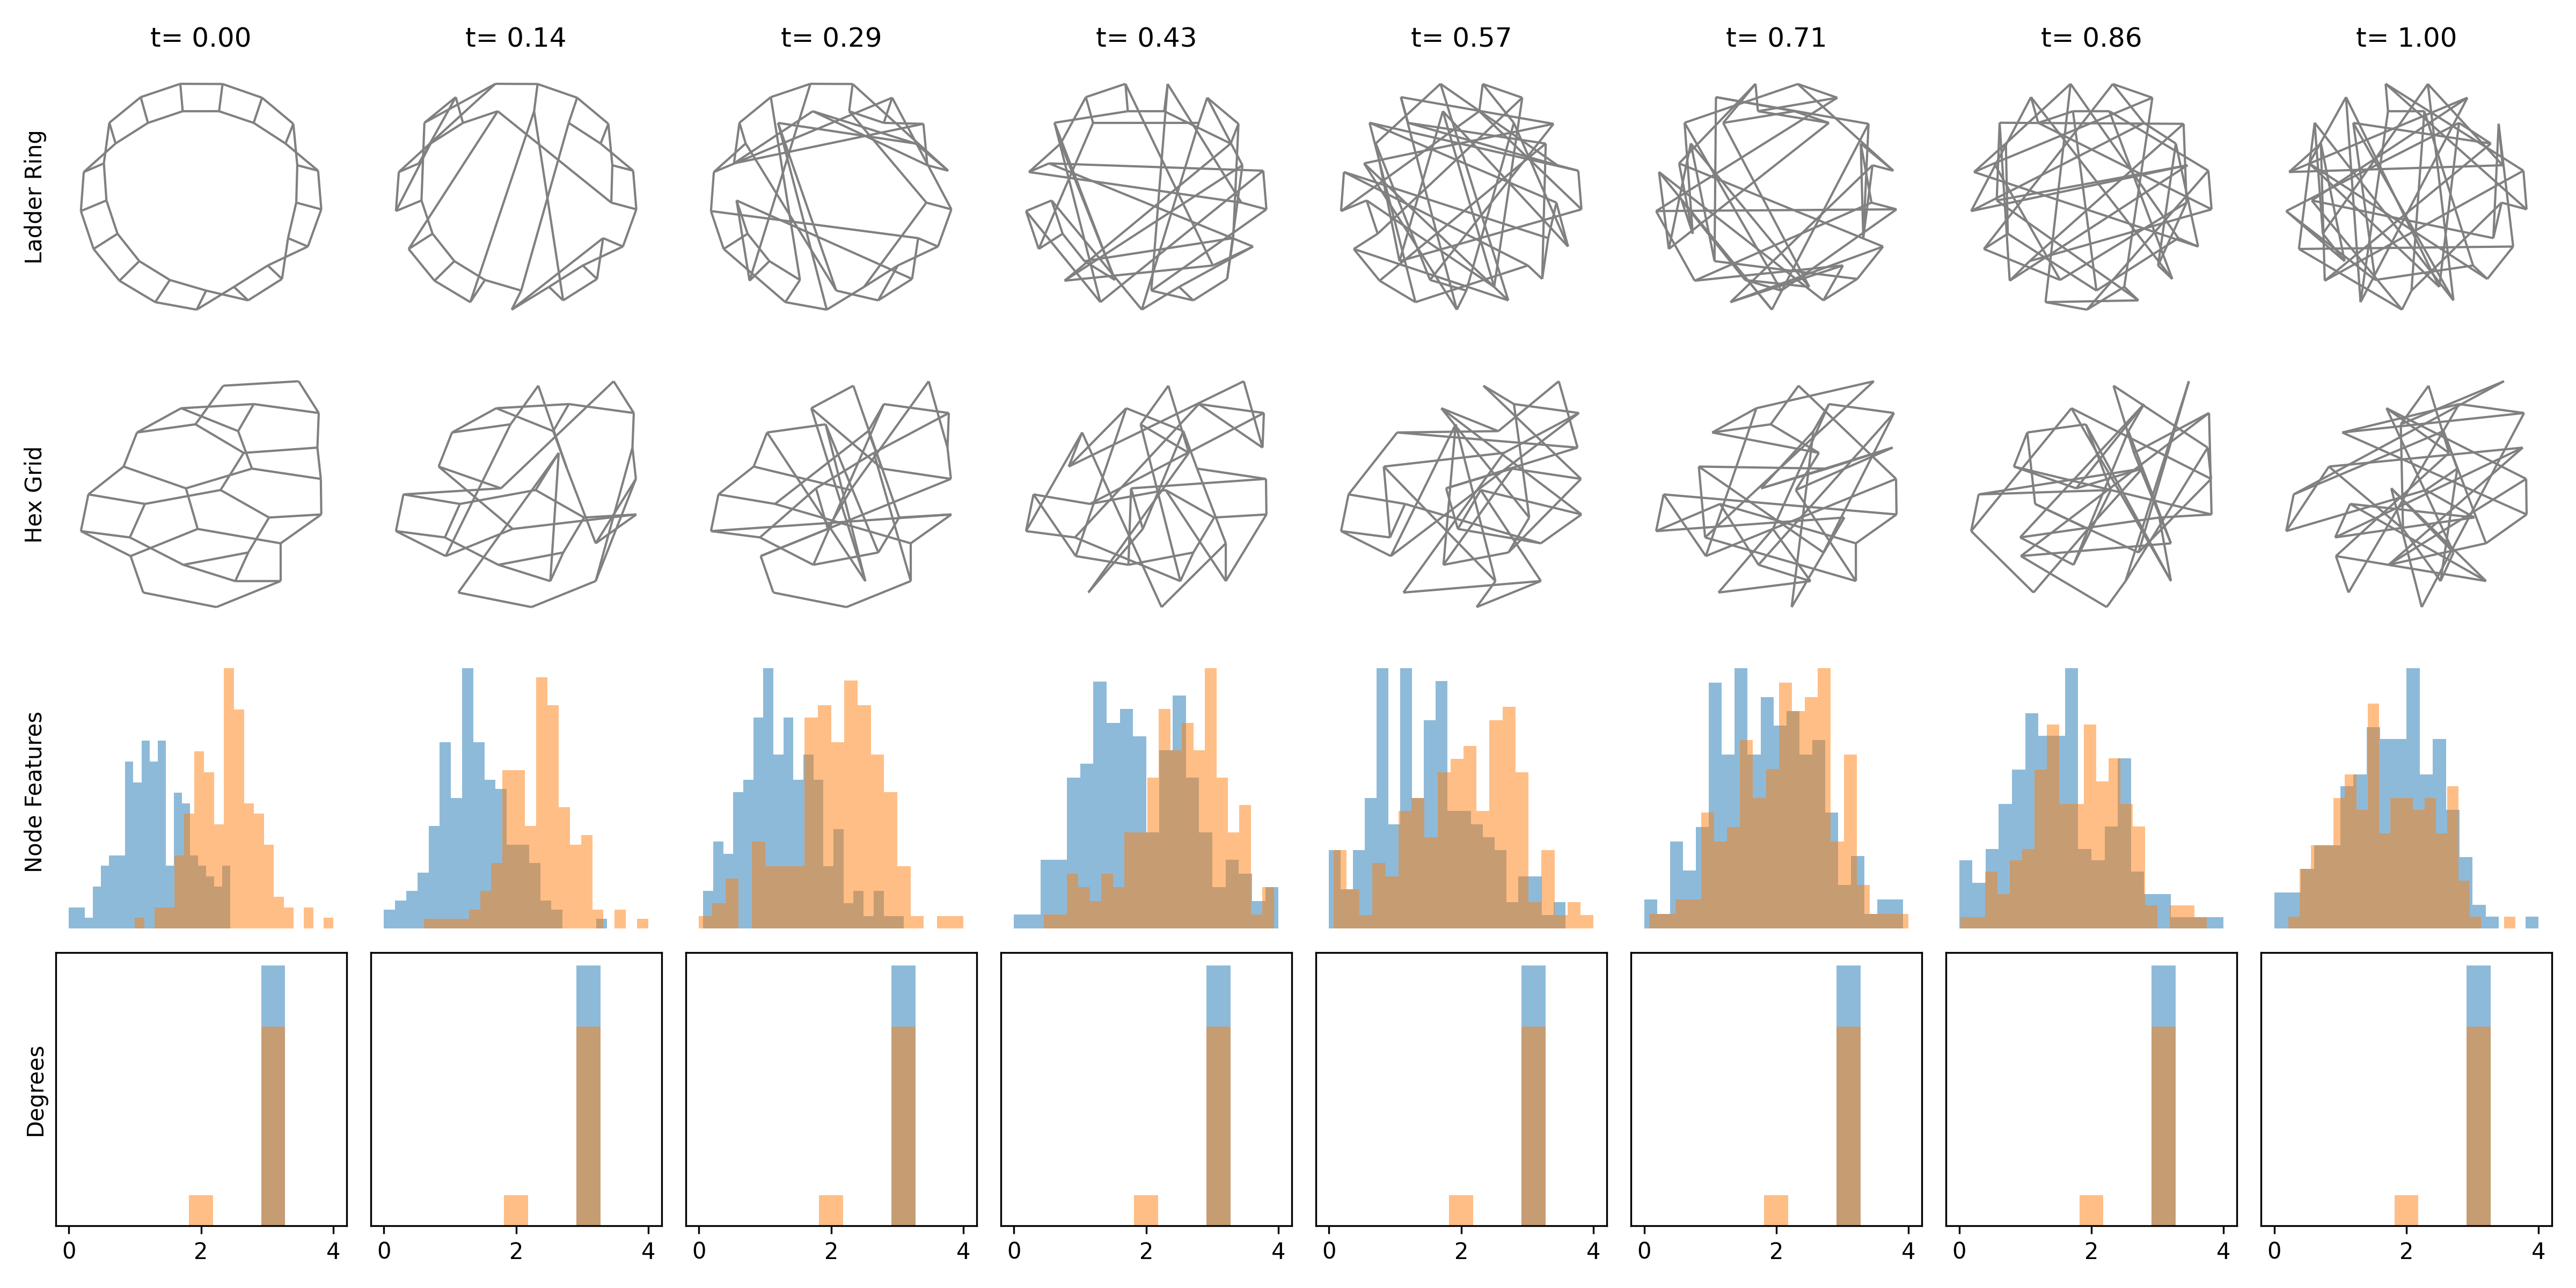 t= 0.00 t= 0.14 t= 0.29 t= 0.43 t= 0.57 t= 0.71 t= 0.86 t= 1.00
Ladder Ring
Hex Grid
Node Features
Degrees
0 2 4 0 2 4 0 2 4 0 2 4 0 2 4 0 2 4 0 2 4 0 2 4